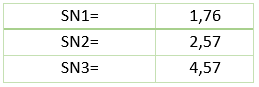 SN1= 1,76
SN2= 2,57
SN3= 4,57